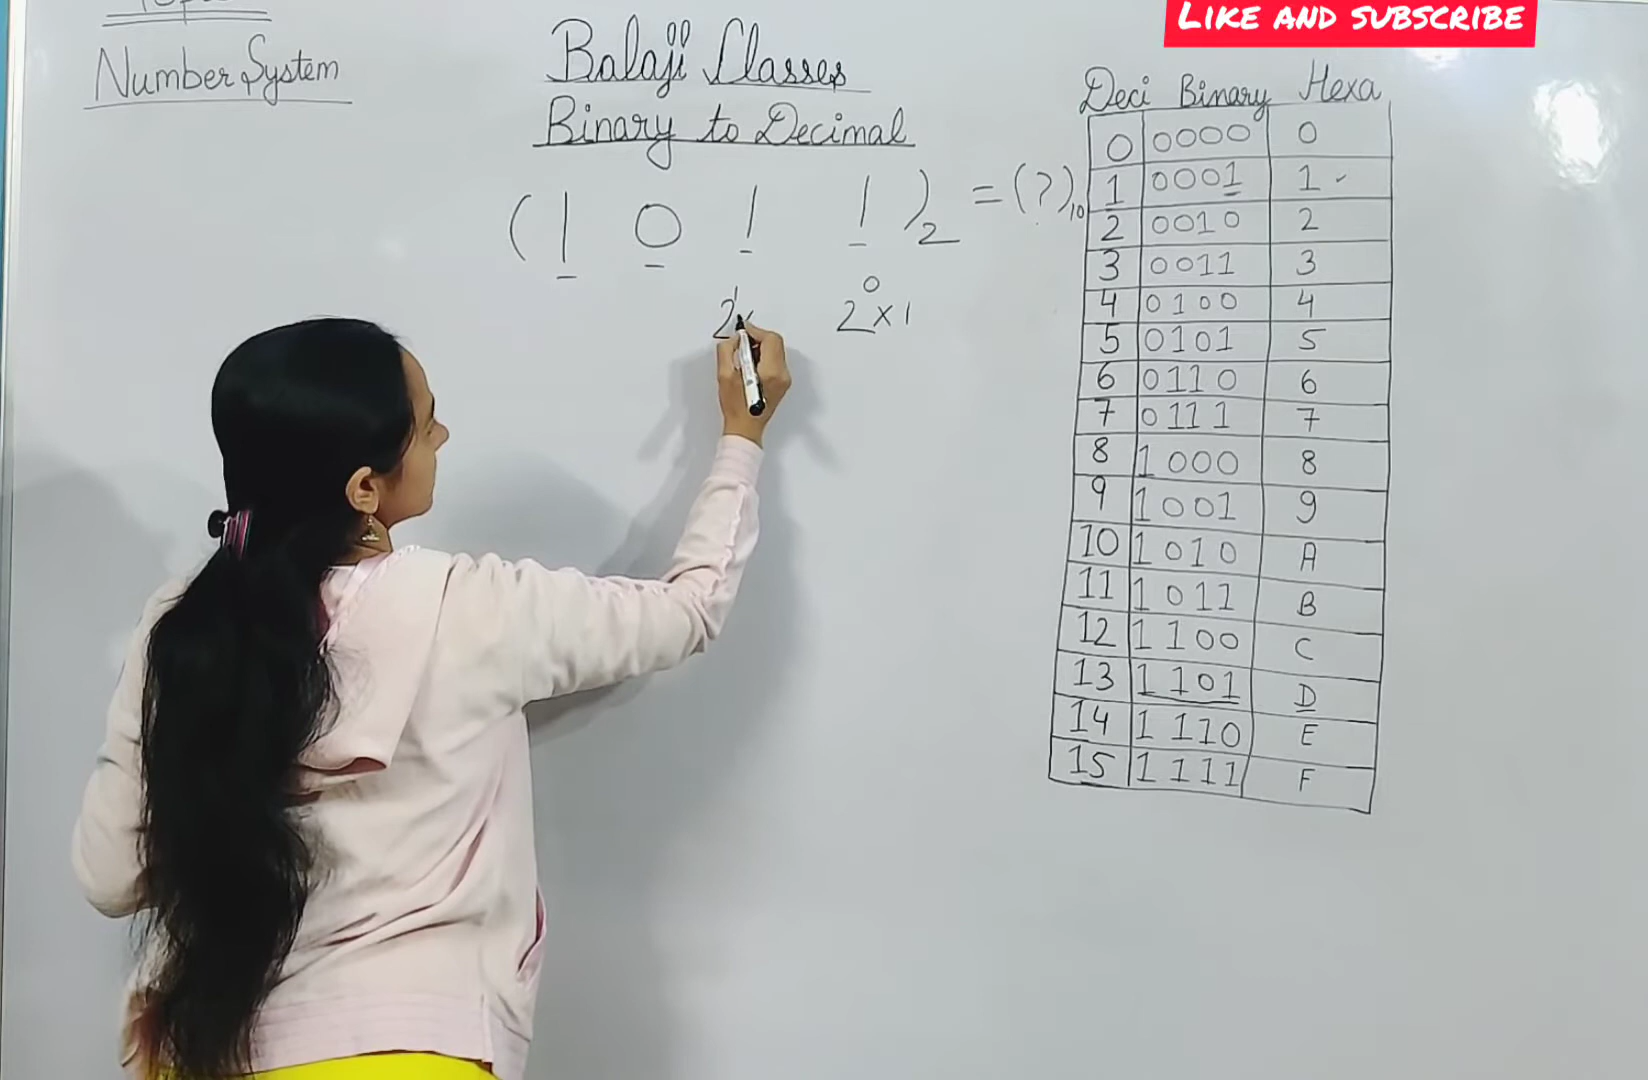 Number System
LIKE AND SUBSCRIBE
Balaji Classes
Binary to Decimal
(1 0 1 1)₂ = (?)₁₀
2¹x 2⁰x1
Deci Binary Hexa
0 0000 0
1 0001 1
2 0010 2
3 0011 3
4 0100 4
5 0101 5
6 0110 6
7 0111 7
8 1000 8
9 1001 9
10 1010 A
11 1011 B
12 1100 C
13 1101 D
14 1110 E
15 1111 F